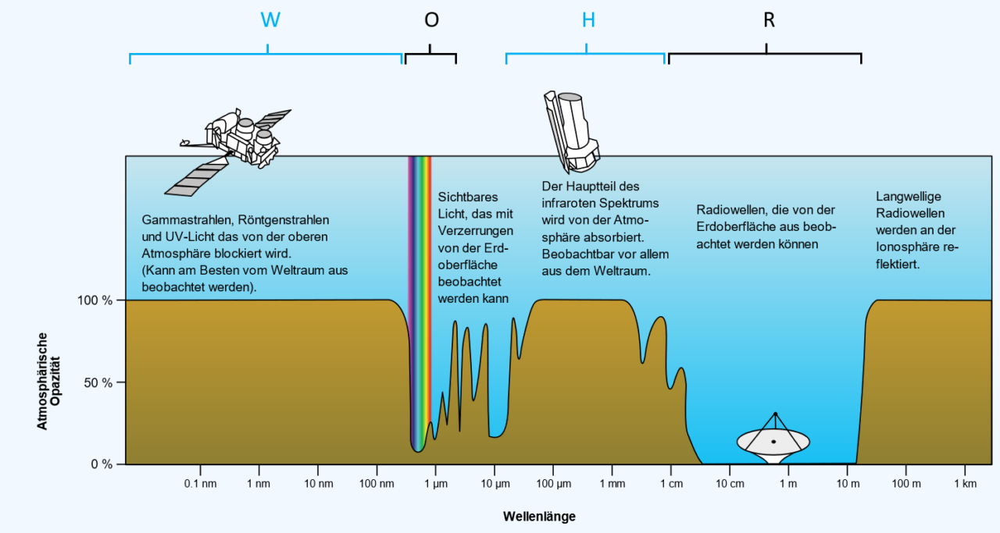 W
O
H
R
Gammastrahlen, Röntgenstrahlen
und UV-Licht das von der oberen
Atmosphäre blockiert wird.
(Kann am Besten vom Weltraum aus
beobachtet werden).
Sichtbares
Licht, das mit
Verzerrungen
von der Erd-
oberfläche
beobachtet
werden kann
Der Hauptteil des
infraroten Spektrums
wird von der Atmo-
sphäre absorbiert.
Beobachtbar vor allem
aus dem Weltraum.
Radiowellen, die von der
Erdoberfläche aus beob-
achtet werden können
Langwellige
Radiowellen
werden an der
Ionosphäre re-
flektiert.
Atmosphärische
Opazität
100 %
50 %
0 %
0.1 nm
1 nm
10 nm
100 nm
1 µm
10 µm
100 µm
1 mm
1 cm
10 cm
1 m
10 m
100 m
1 km
Wellenlänge